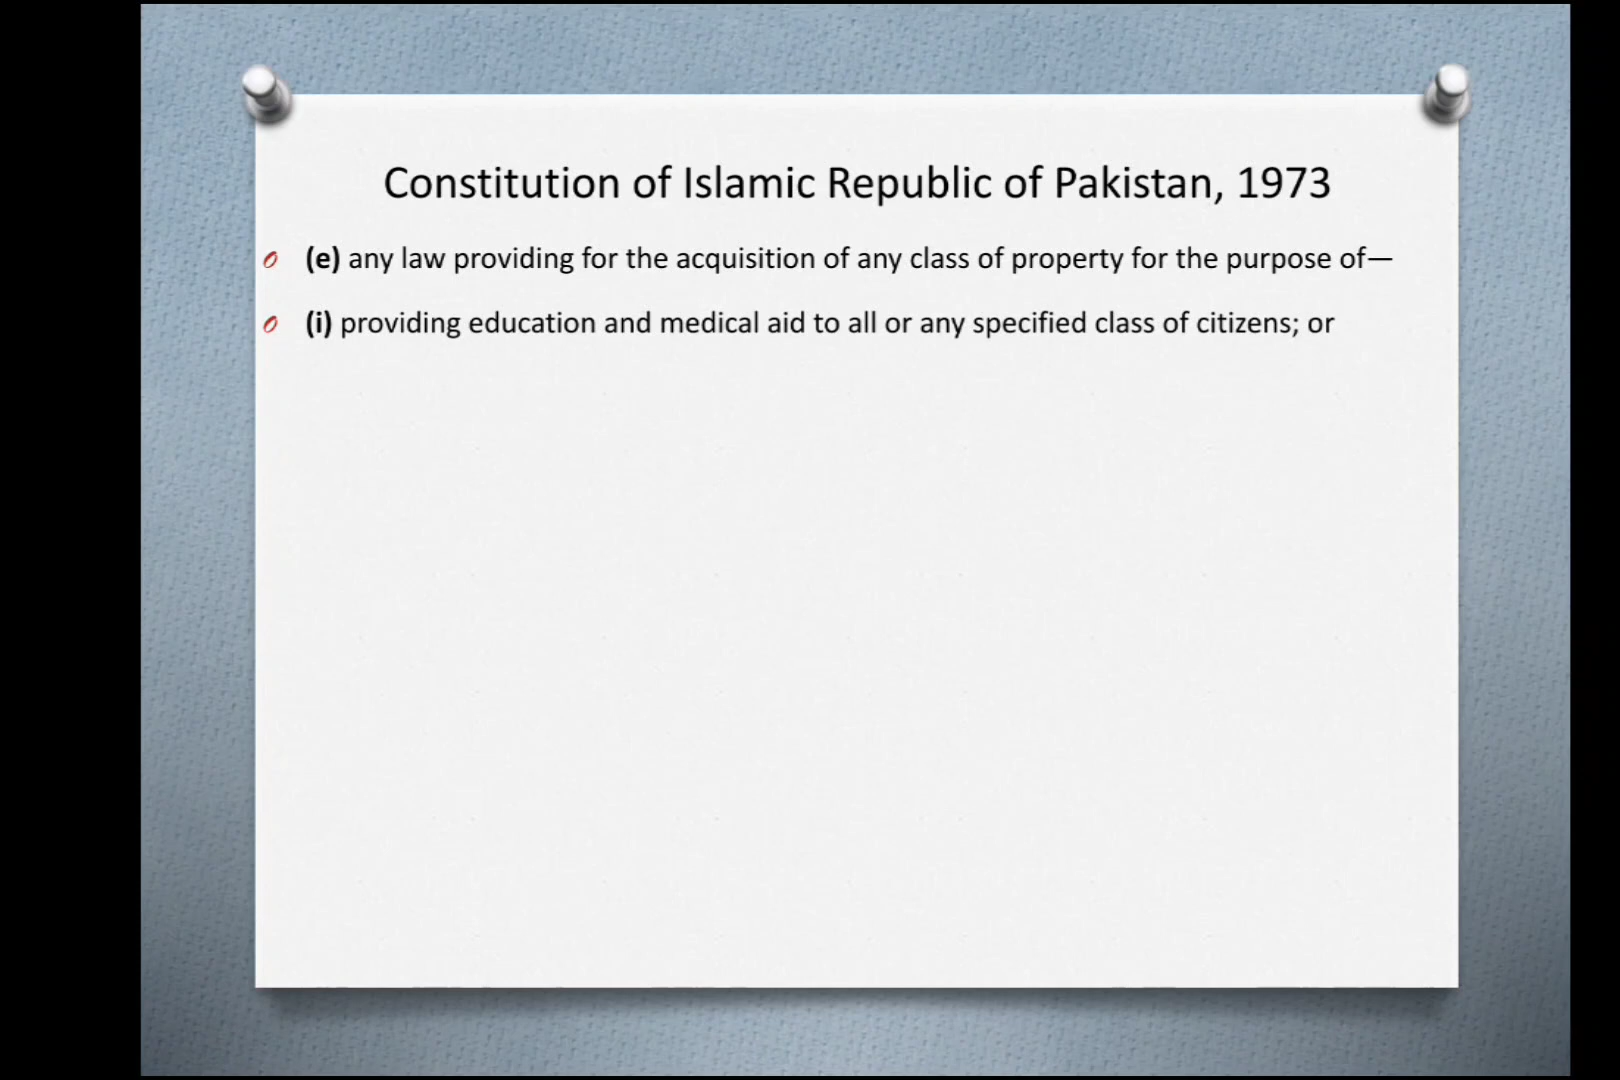 Constitution of Islamic Republic of Pakistan, 1973
(e) any law providing for the acquisition of any class of property for the purpose of—
(i) providing education and medical aid to all or any specified class of citizens; or